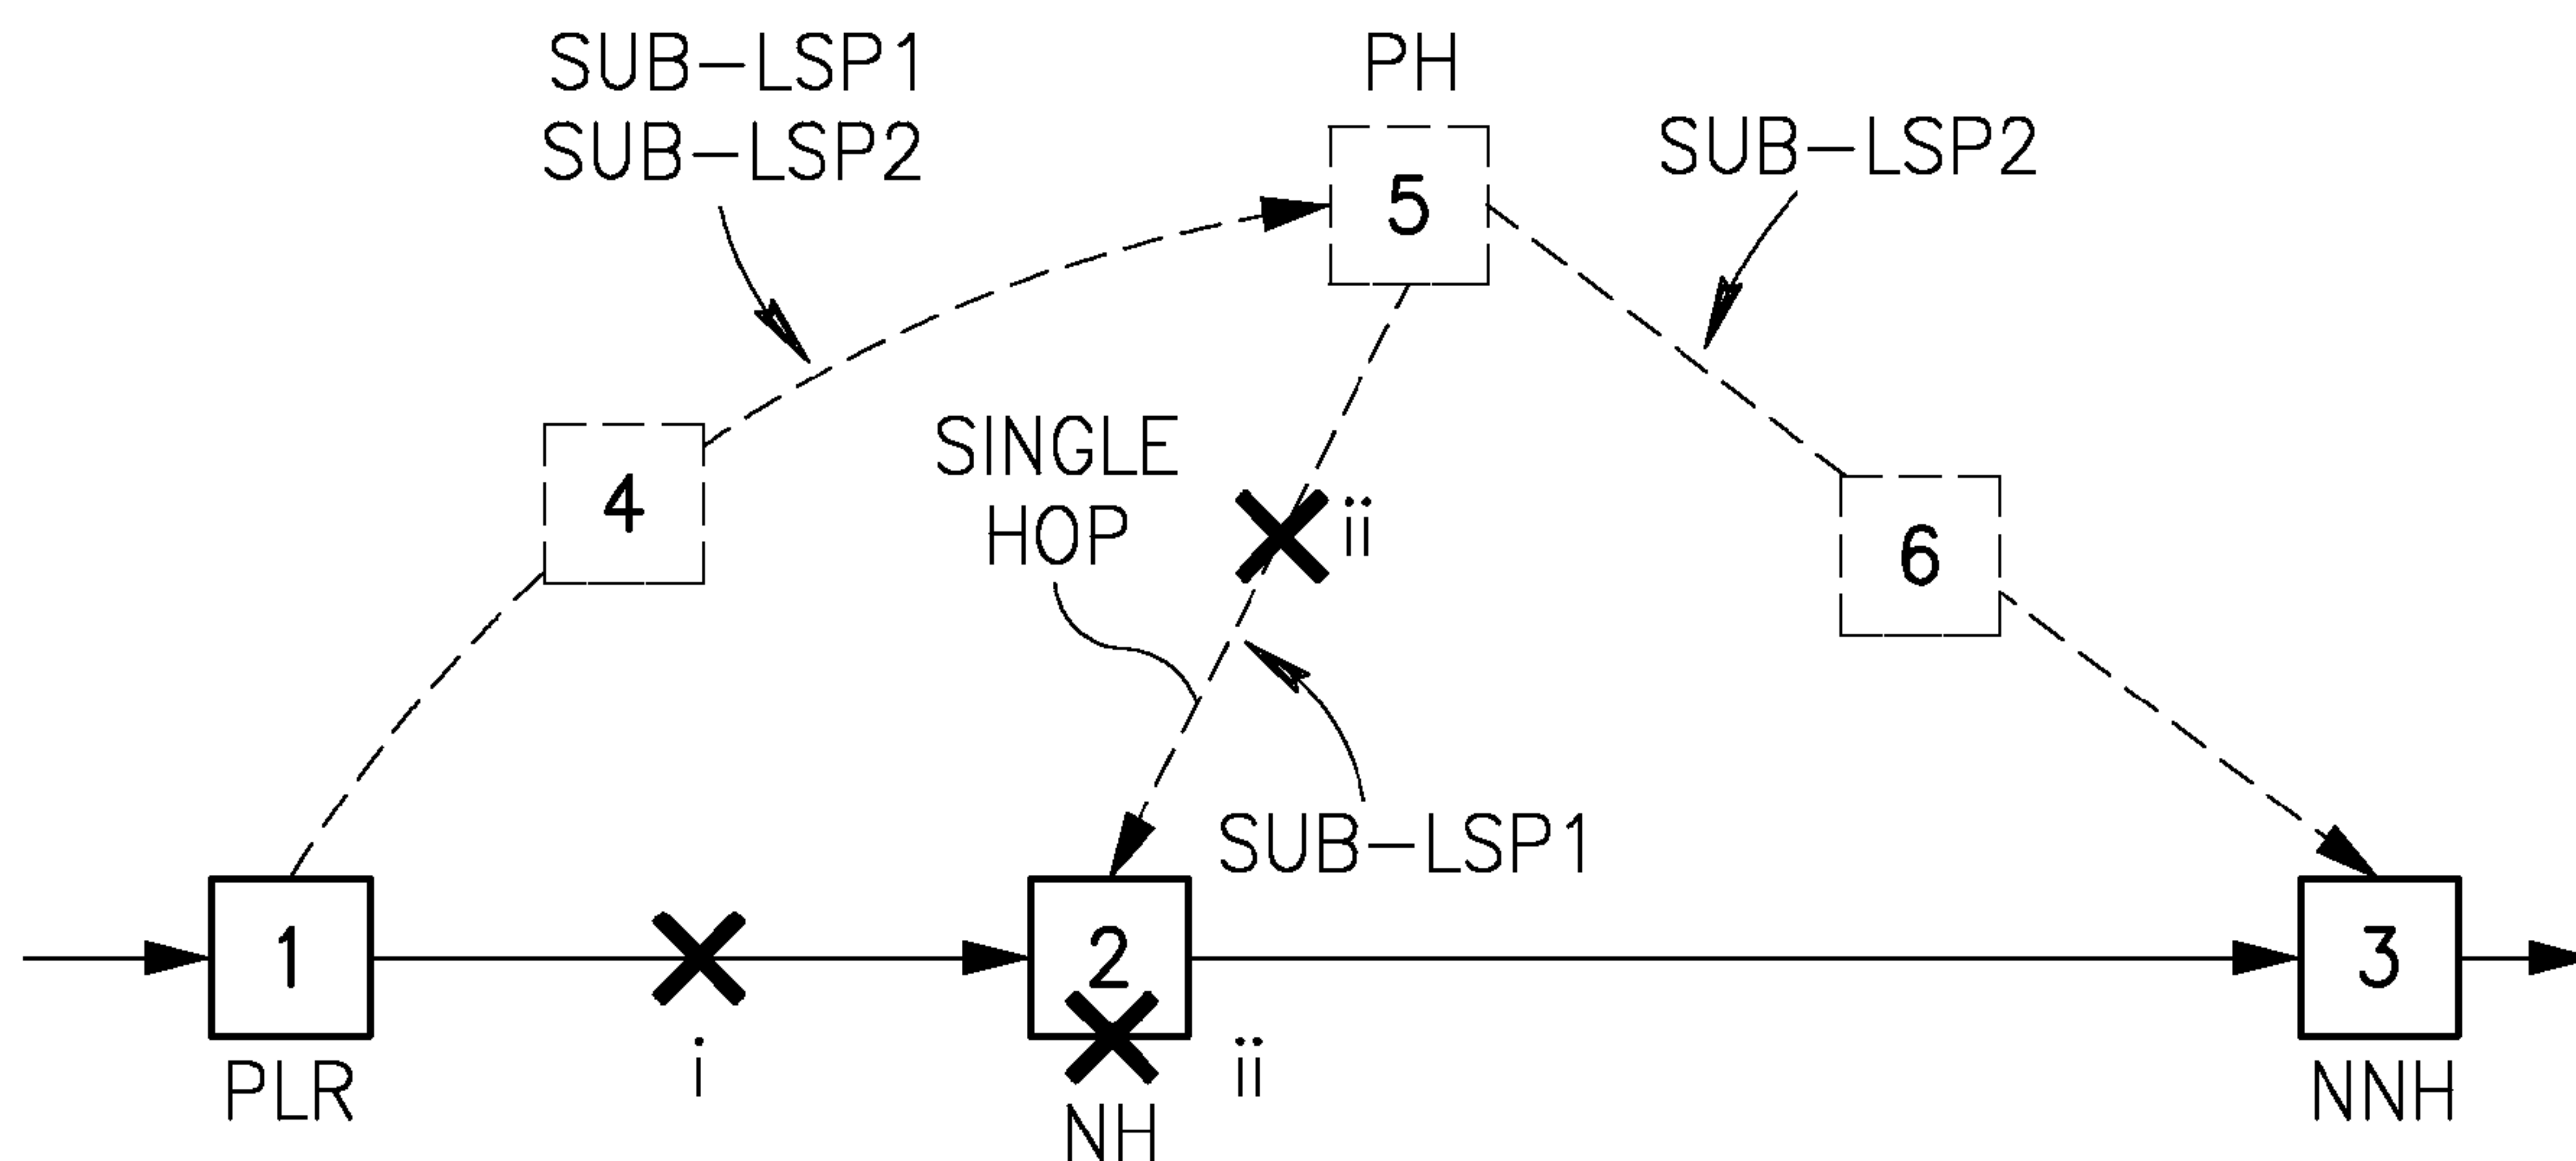 SUB-LSP1
SUB-LSP2
PH
SUB-LSP2
5
SINGLE
HOP
4
ii
6
SUB-LSP1
1
2
3
PLR
i
NH
ii
NNH